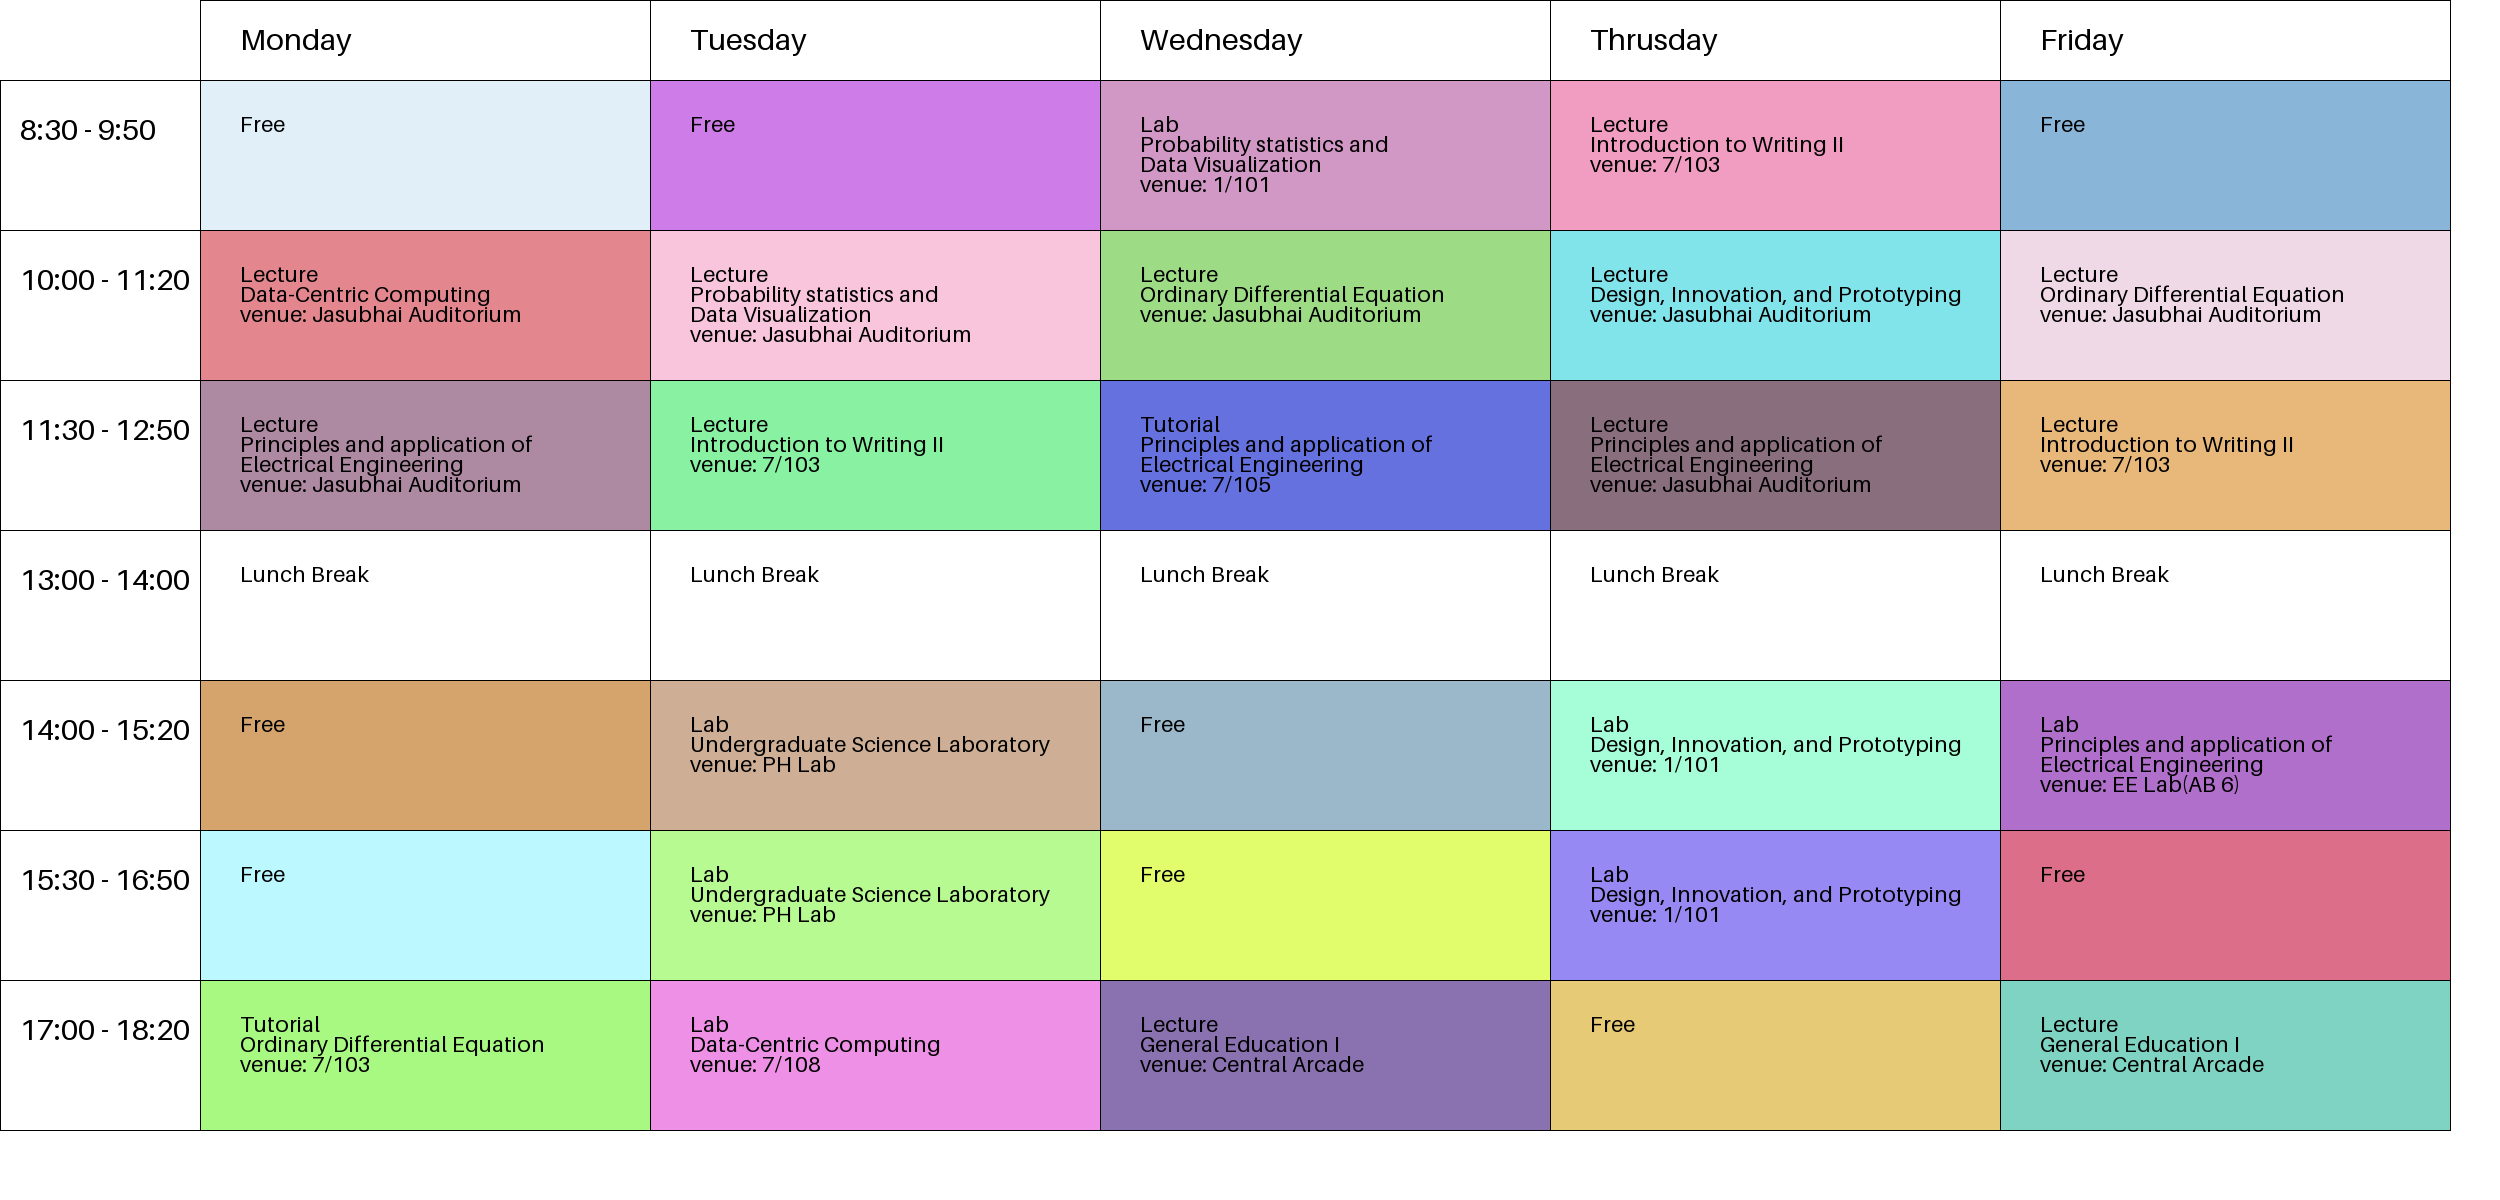 Monday
Tuesday
Wednesday
Thrusday
Friday
8:30 - 9:50
Free
Free
Lab
Probability statistics and
Data Visualization
venue: 1/101
Lecture
Introduction to Writing II
venue: 7/103
Free
10:00 - 11:20
Lecture
Data-Centric Computing
venue: Jasubhai Auditorium
Lecture
Probability statistics and
Data Visualization
venue: Jasubhai Auditorium
Lecture
Ordinary Differential Equation
venue: Jasubhai Auditorium
Lecture
Design, Innovation, and Prototyping
venue: Jasubhai Auditorium
Lecture
Ordinary Differential Equation
venue: Jasubhai Auditorium
11:30 - 12:50
Lecture
Principles and application of
Electrical Engineering
venue: Jasubhai Auditorium
Lecture
Introduction to Writing II
venue: 7/103
Tutorial
Principles and application of
Electrical Engineering
venue: 7/105
Lecture
Principles and application of
Electrical Engineering
venue: Jasubhai Auditorium
Lecture
Introduction to Writing II
venue: 7/103
13:00 - 14:00
Lunch Break
Lunch Break
Lunch Break
Lunch Break
Lunch Break
14:00 - 15:20
Free
Lab
Undergraduate Science Laboratory
venue: PH Lab
Free
Lab
Design, Innovation, and Prototyping
venue: 1/101
Lab
Principles and application of
Electrical Engineering
venue: EE Lab(AB 6)
15:30 - 16:50
Free
Lab
Undergraduate Science Laboratory
venue: PH Lab
Free
Lab
Design, Innovation, and Prototyping
venue: 1/101
Free
17:00 - 18:20
Tutorial
Ordinary Differential Equation
venue: 7/103
Lab
Data-Centric Computing
venue: 7/108
Lecture
General Education I
venue: Central Arcade
Free
Lecture
General Education I
venue: Central Arcade